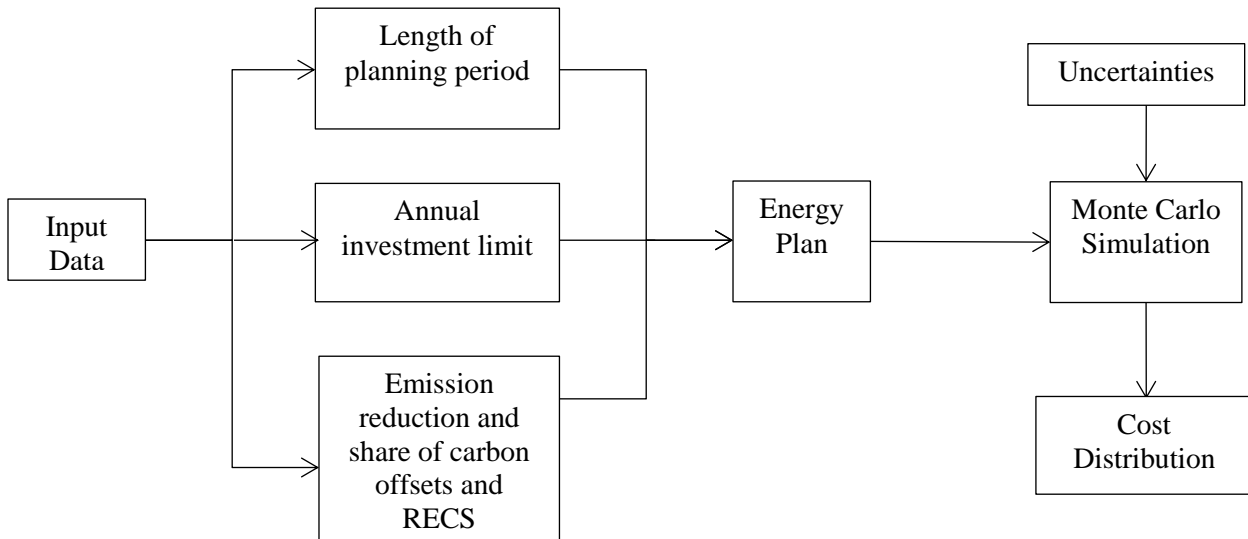 Length of
planning period
Uncertainties
Input
Data
Annual
investment limit
Energy
Plan
Monte Carlo
Simulation
Emission
reduction and
share of carbon
offsets and
RECS
Cost
Distribution